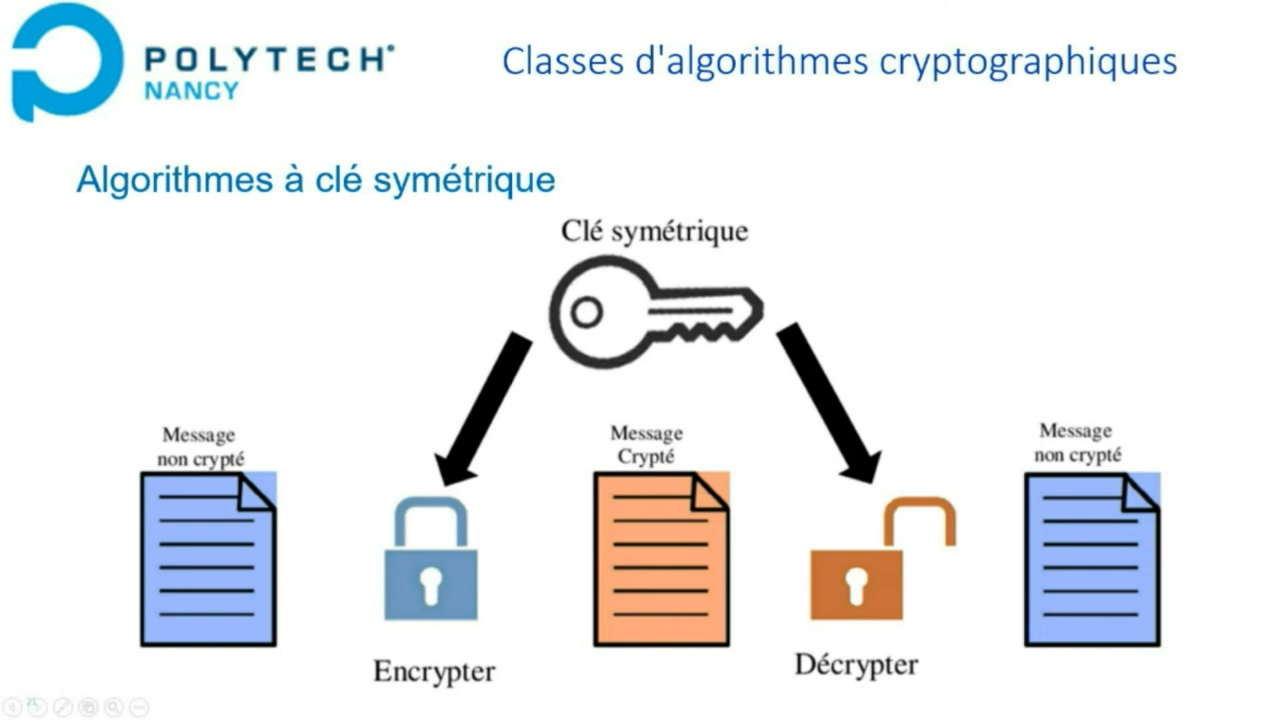 POLYTECH
NANCY
Classes d'algorithmes cryptographiques
Algorithmes à clé symétrique
Clé symétrique
Message
non crypté
Message
Crypté
Message
non crypté
Encrypter
Décrypter